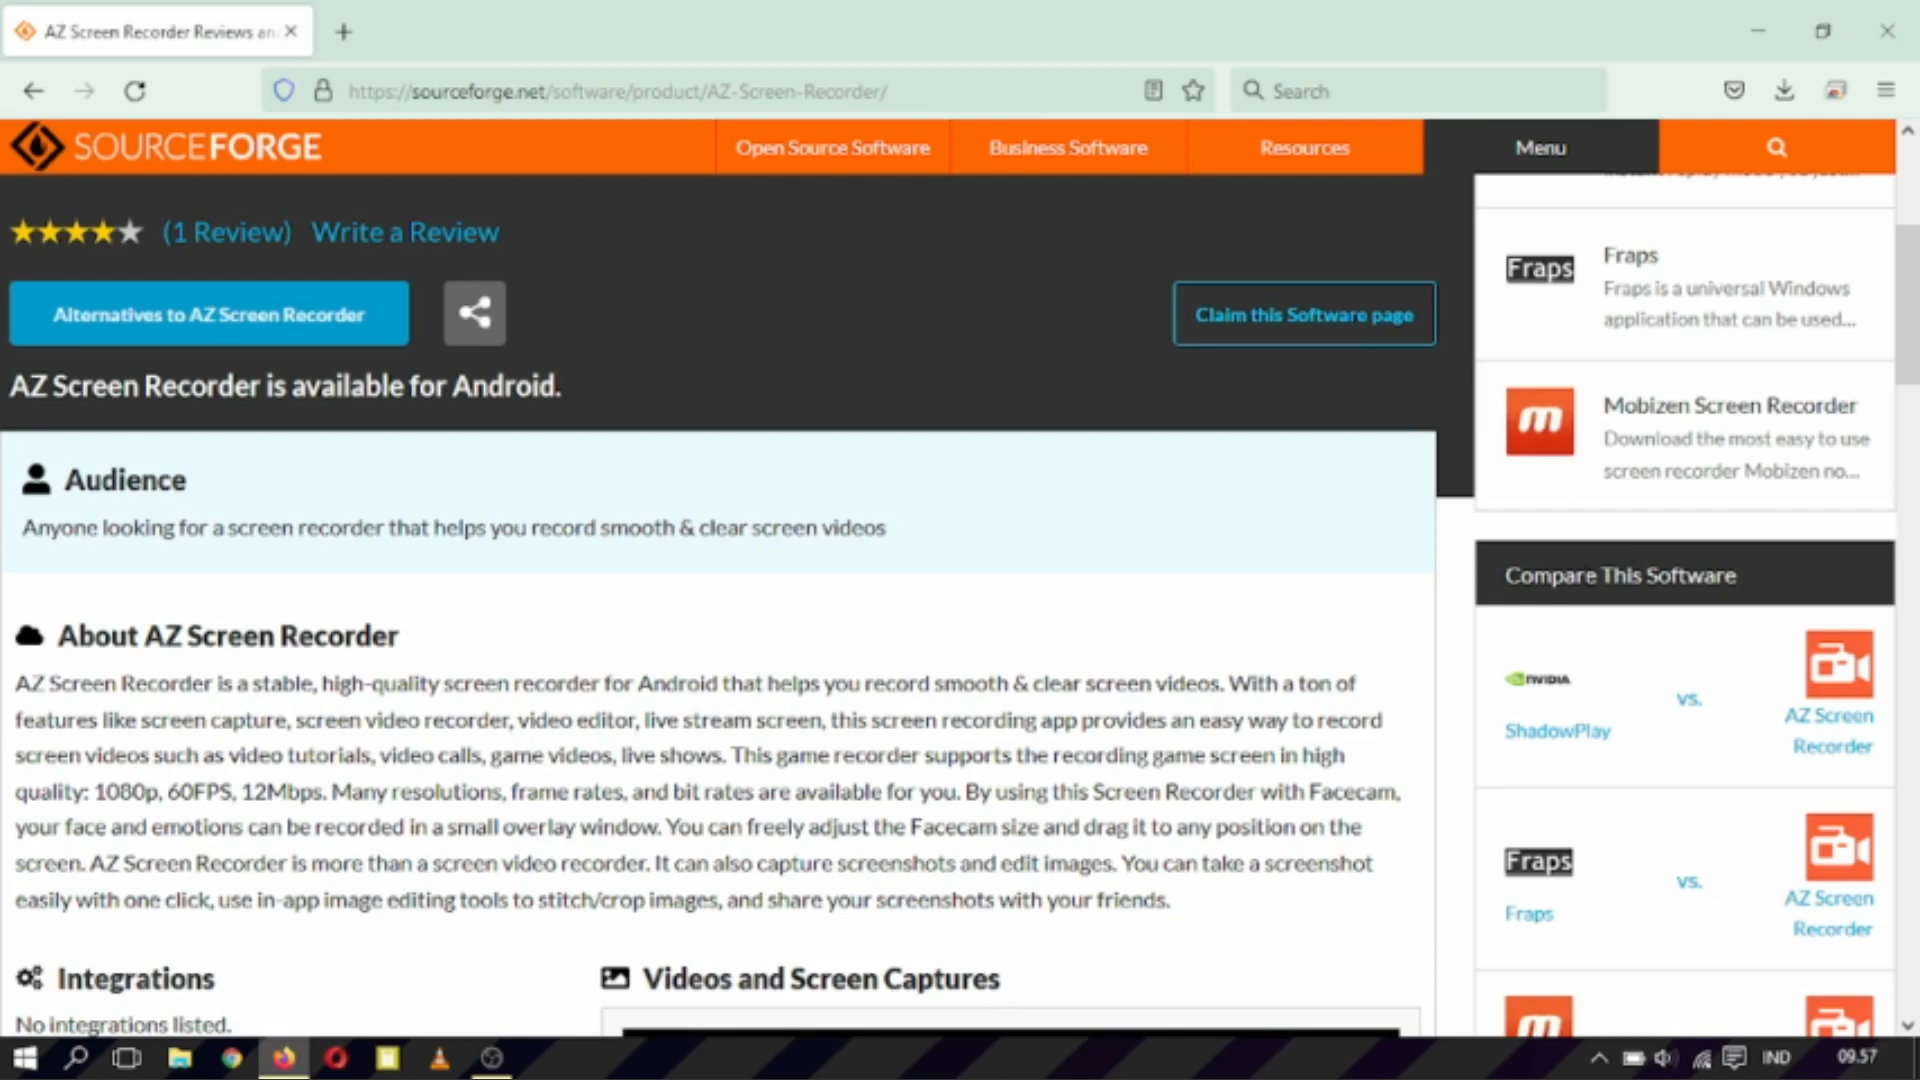 AZ Screen Recorder Reviews an
https://sourceforge.net/software/product/AZ-Screen-Recorder/
Search
SOURCEFORGE
Open Source Software
Business Software
Resources
Menu
(1 Review) Write a Review
Alternatives to AZ Screen Recorder
Claim this Software page
AZ Screen Recorder is available for Android.
Audience
Anyone looking for a screen recorder that helps you record smooth & clear screen videos
About AZ Screen Recorder
AZ Screen Recorder is a stable, high-quality screen recorder for Android that helps you record smooth & clear screen videos. With a ton of
features like screen capture, screen video recorder, video editor, live stream screen, this screen recording app provides an easy way to record
screen videos such as video tutorials, video calls, game videos, live shows. This game recorder supports the recording game screen in high
quality: 1080p, 60FPS, 12Mbps. Many resolutions, frame rates, and bit rates are available for you. By using this Screen Recorder with Facecam,
your face and emotions can be recorded in a small overlay window. You can freely adjust the Facecam size and drag it to any position on the
screen. AZ Screen Recorder is more than a screen video recorder. It can also capture screenshots and edit images. You can take a screenshot
easily with one click, use in-app image editing tools to stitch/crop images, and share your screenshots with your friends.
Integrations
No integrations listed.
Videos and Screen Captures
Fraps
Fraps
Fraps is a universal Windows
application that can be used...
m
Mobizen Screen Recorder
Download the most easy to use
screen recorder Mobizen no...
Compare This Software
NVIDIA
ShadowPlay
vs.
AZ Screen
Recorder
Fraps
Fraps
vs.
AZ Screen
Recorder
m
IND
09.57